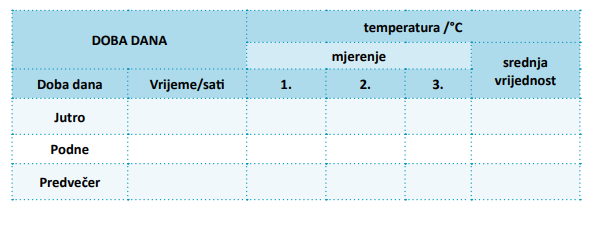 DOBA DANA
temperatura /°C
mjerenje
srednja
vrijednost
Doba dana Vrijeme/sati 1. 2. 3.
Jutro
Podne
Predvečer